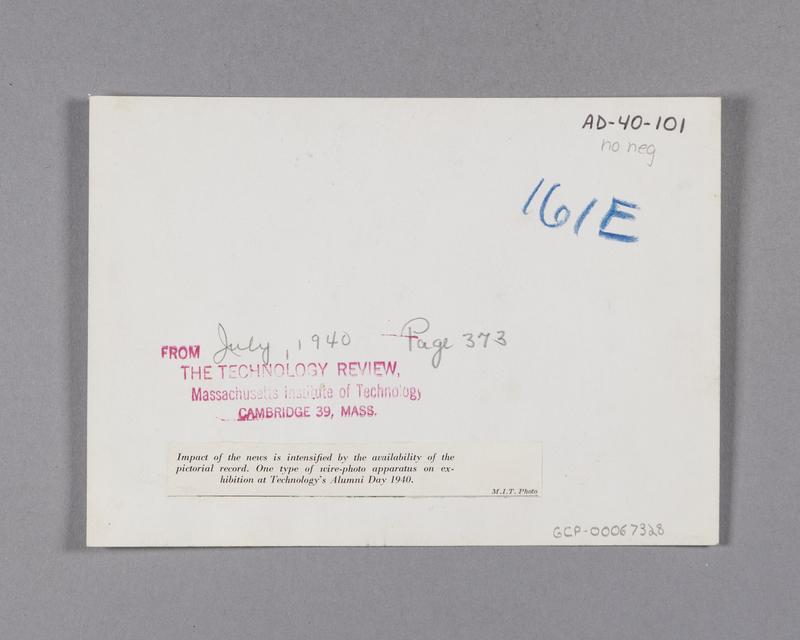 AD-40-101
no neg
161E
July, 1940 - Page 373
FROM
THE TECHNOLOGY REVIEW,
Massachusetts Institute of Technology
CAMBRIDGE 39, MASS.
Impact of the news is intensified by the availability of the
pictorial record. One type of wire-photo apparatus on ex-
hibition at Technology's Alumni Day 1940.
M.I.T. Photo
GCP-00067328